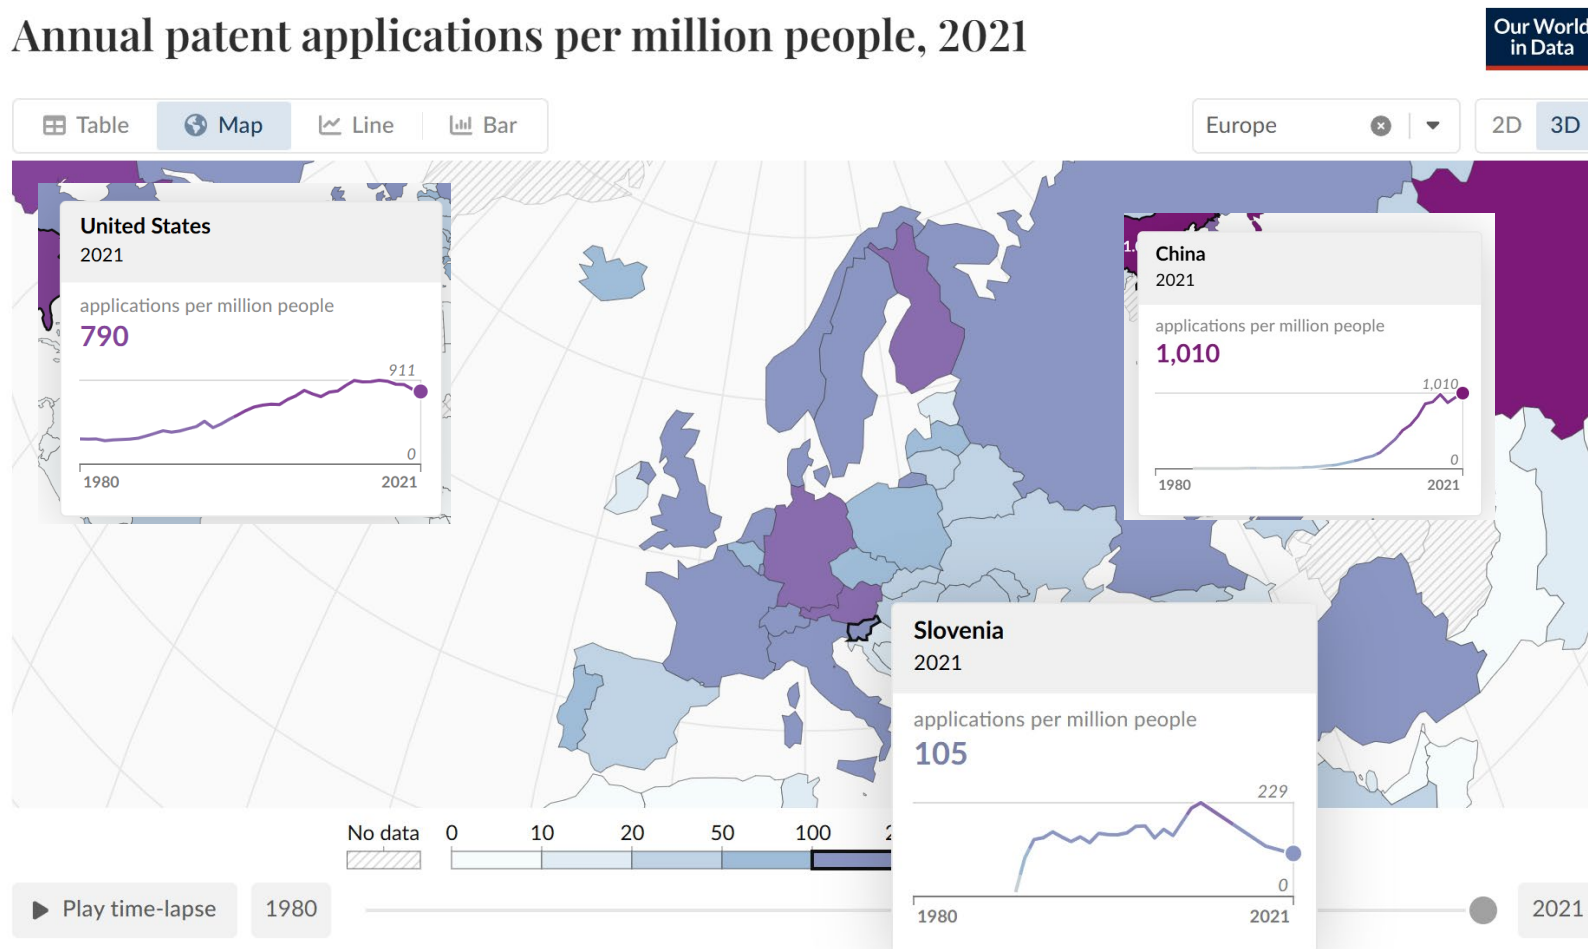 Annual patent applications per million people, 2021
Our World
in Data
Table
Map
Line
Bar
Europe
2D
3D
United States
2021
applications per million people
790
911
0
1980
2021
China
2021
applications per million people
1,010
1,010
0
1980
2021
Slovenia
2021
applications per million people
105
229
0
1980
2021
No data
0
10
20
50
100
Play time-lapse
1980
2021